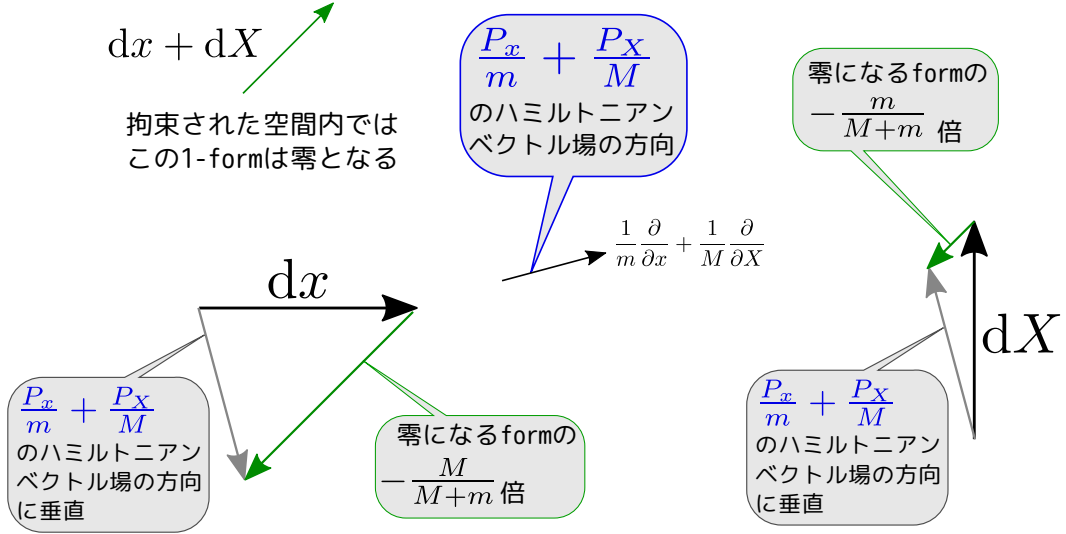 dx + dX
拘束された空間内では
この1-formは零となる
P_x/m + P_X/M
のハミルトニアン
ベクトル場の方向
零になるformの
−m/(M+m) 倍
1/m ∂/∂x + 1/M ∂/∂X
dx
P_x/m + P_X/M
のハミルトニアン
ベクトル場の方向
に垂直
零になるformの
−M/(M+m) 倍
dX
P_x/m + P_X/M
のハミルトニアン
ベクトル場の方向
に垂直